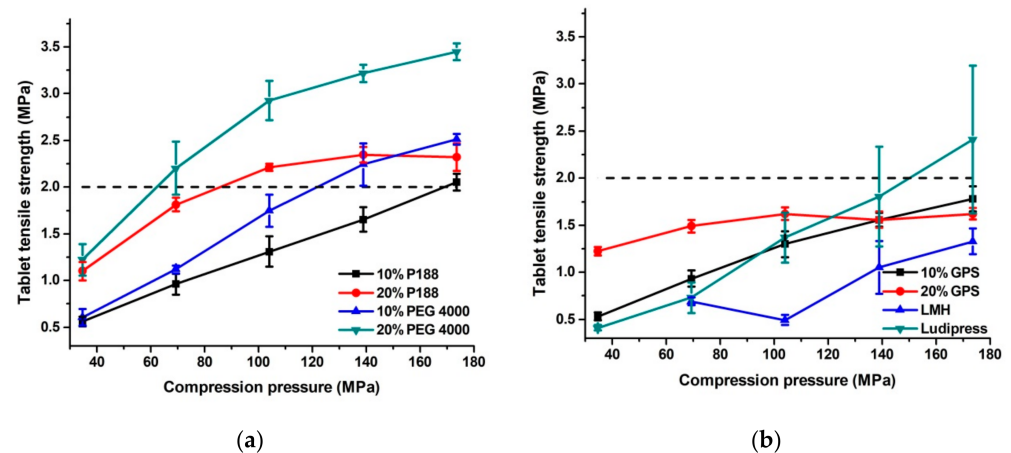 Tablet tensile strength (MPa)
3.5
3.0
2.5
2.0
1.5
1.0
0.5
10% P188
20% P188
10% PEG 4000
20% PEG 4000
40 60 80 100 120 140 160 180
Compression pressure (MPa)
(a)
Tablet tensile strength (MPa)
3.5
3.0
2.5
2.0
1.5
1.0
0.5
10% GPS
20% GPS
LMH
Ludipress
40 60 80 100 120 140 160 180
Compression pressure (MPa)
(b)